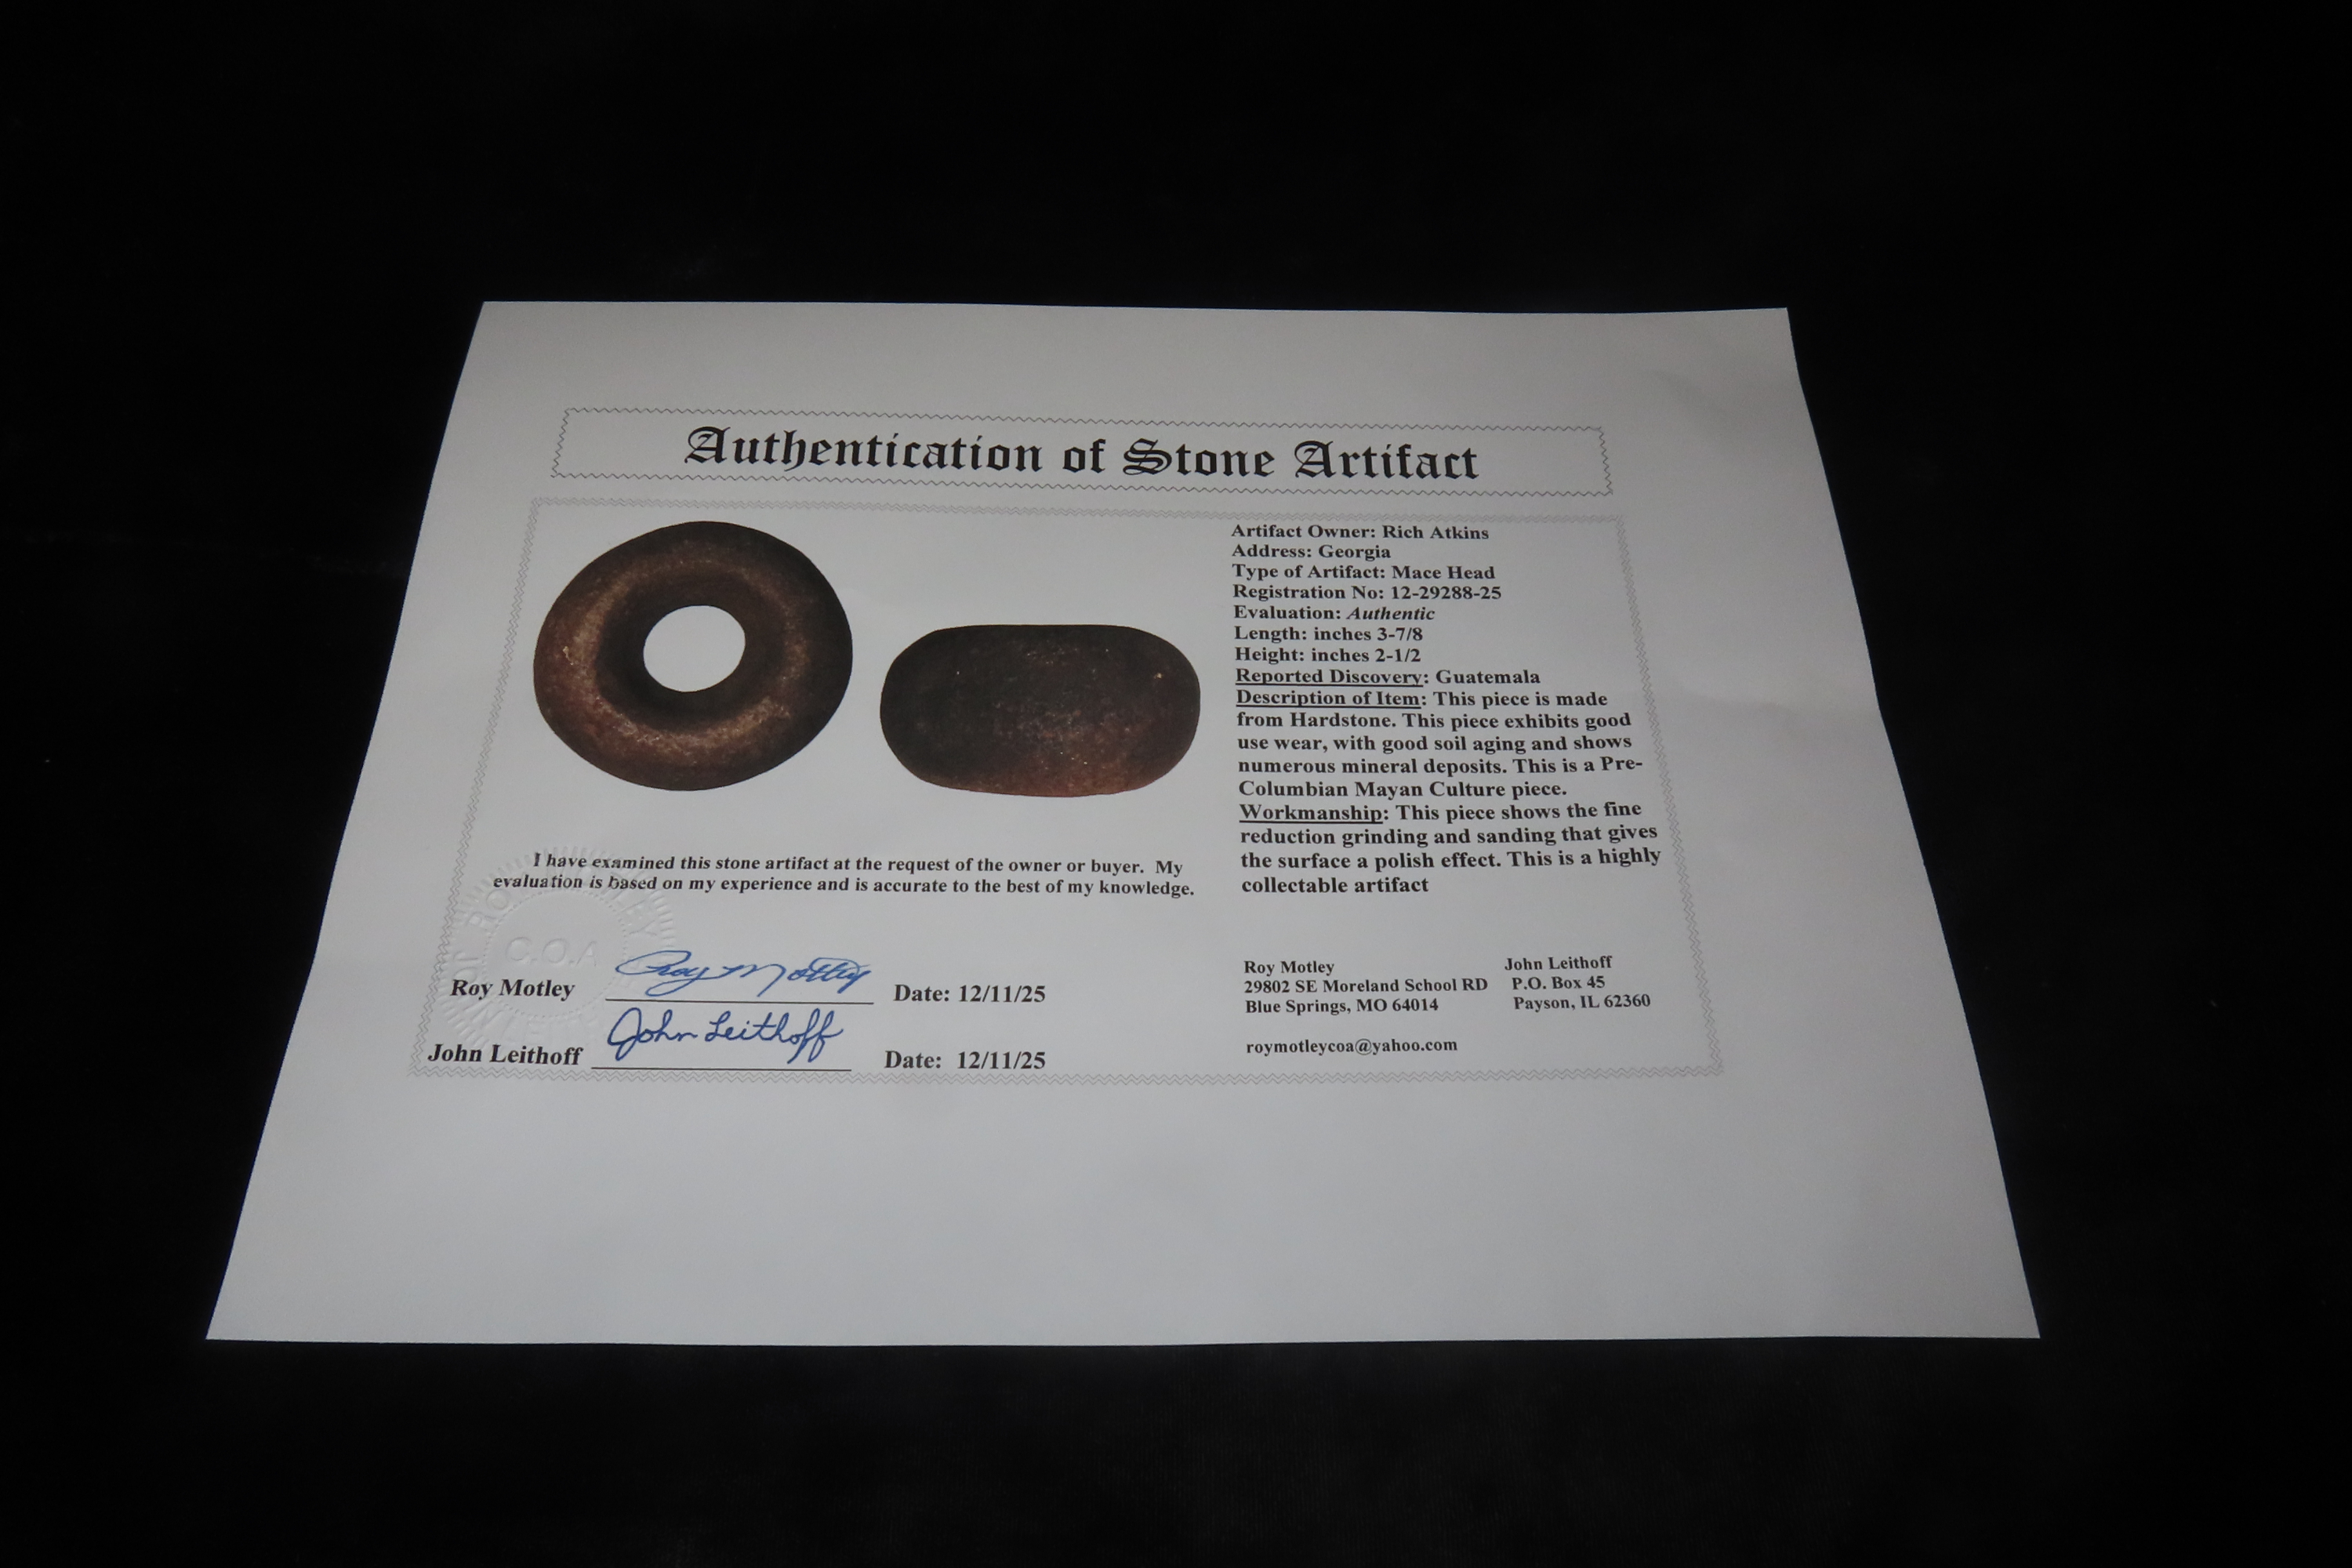 Authentication of Stone Artifact
Artifact Owner: Rich Atkins
Address: Georgia
Type of Artifact: Mace Head
Registration No: 12-29288-25
Evaluation: Authentic
Length: inches 3-7/8
Height: inches 2-1/2
Reported Discovery: Guatemala
Description of Item: This piece is made
from Hardstone. This piece exhibits good
use wear, with good soil aging and shows
numerous mineral deposits. This is a Pre-
Columbian Mayan Culture piece.
Workmanship: This piece shows the fine
reduction grinding and sanding that gives
the surface a polish effect. This is a highly
collectable artifact
I have examined this stone artifact at the request of the owner or buyer. My
evaluation is based on my experience and is accurate to the best of my knowledge.
C.O.A
Roy Motley Roy Motley Date: 12/11/25
John Leithoff John Leithoff Date: 12/11/25
Roy Motley
29802 SE Moreland School RD
Blue Springs, MO 64014
roymotleycoa@yahoo.com
John Leithoff
P.O. Box 45
Payson, IL 62360